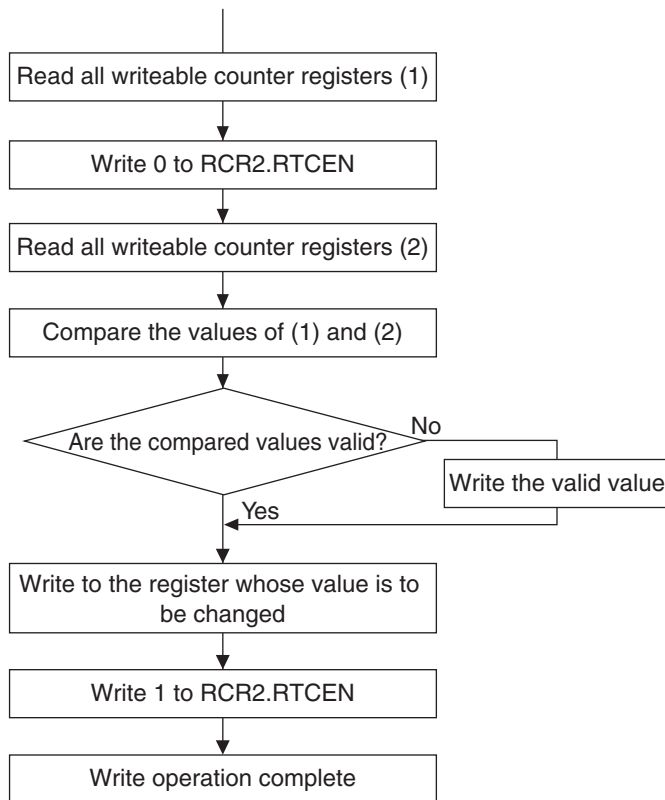 Read all writeable counter registers (1)
Write 0 to RCR2.RTCEN
Read all writeable counter registers (2)
Compare the values of (1) and (2)
Are the compared values valid?
No
Write the valid value
Yes
Write to the register whose value is to
be changed
Write 1 to RCR2.RTCEN
Write operation complete